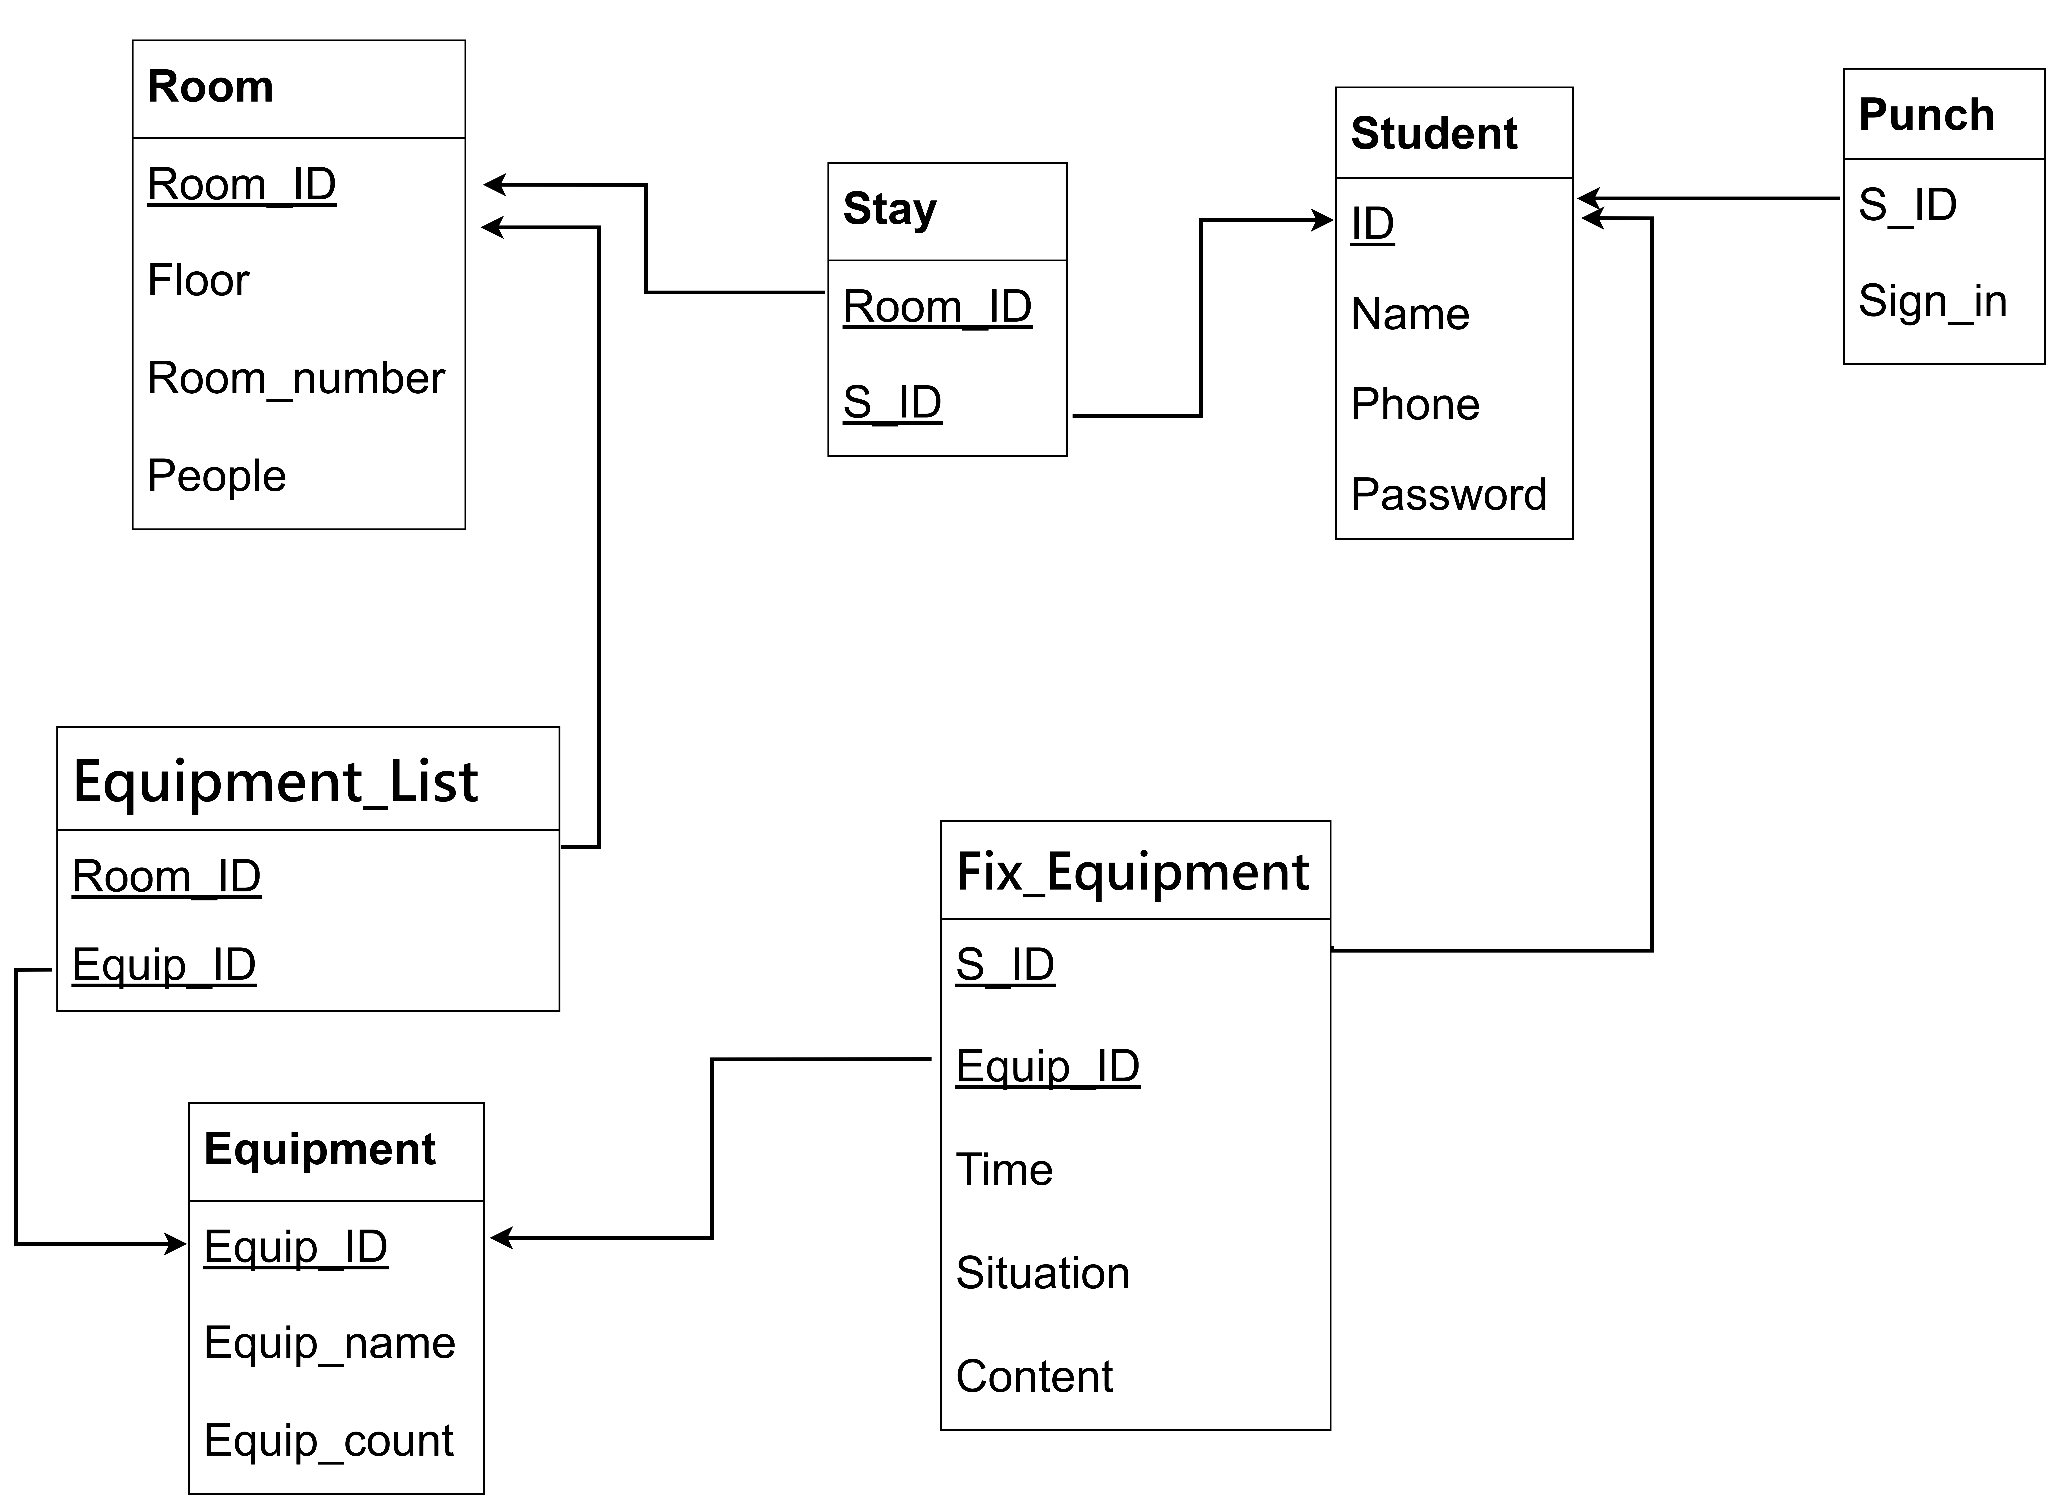 Room
Room_ID
Floor
Room_number
People
Stay
Room_ID
S_ID
Student
ID
Name
Phone
Password
Punch
S_ID
Sign_in
Equipment_List
Room_ID
Equip_ID
Equipment
Equip_ID
Equip_name
Equip_count
Fix_Equipment
S_ID
Equip_ID
Time
Situation
Content